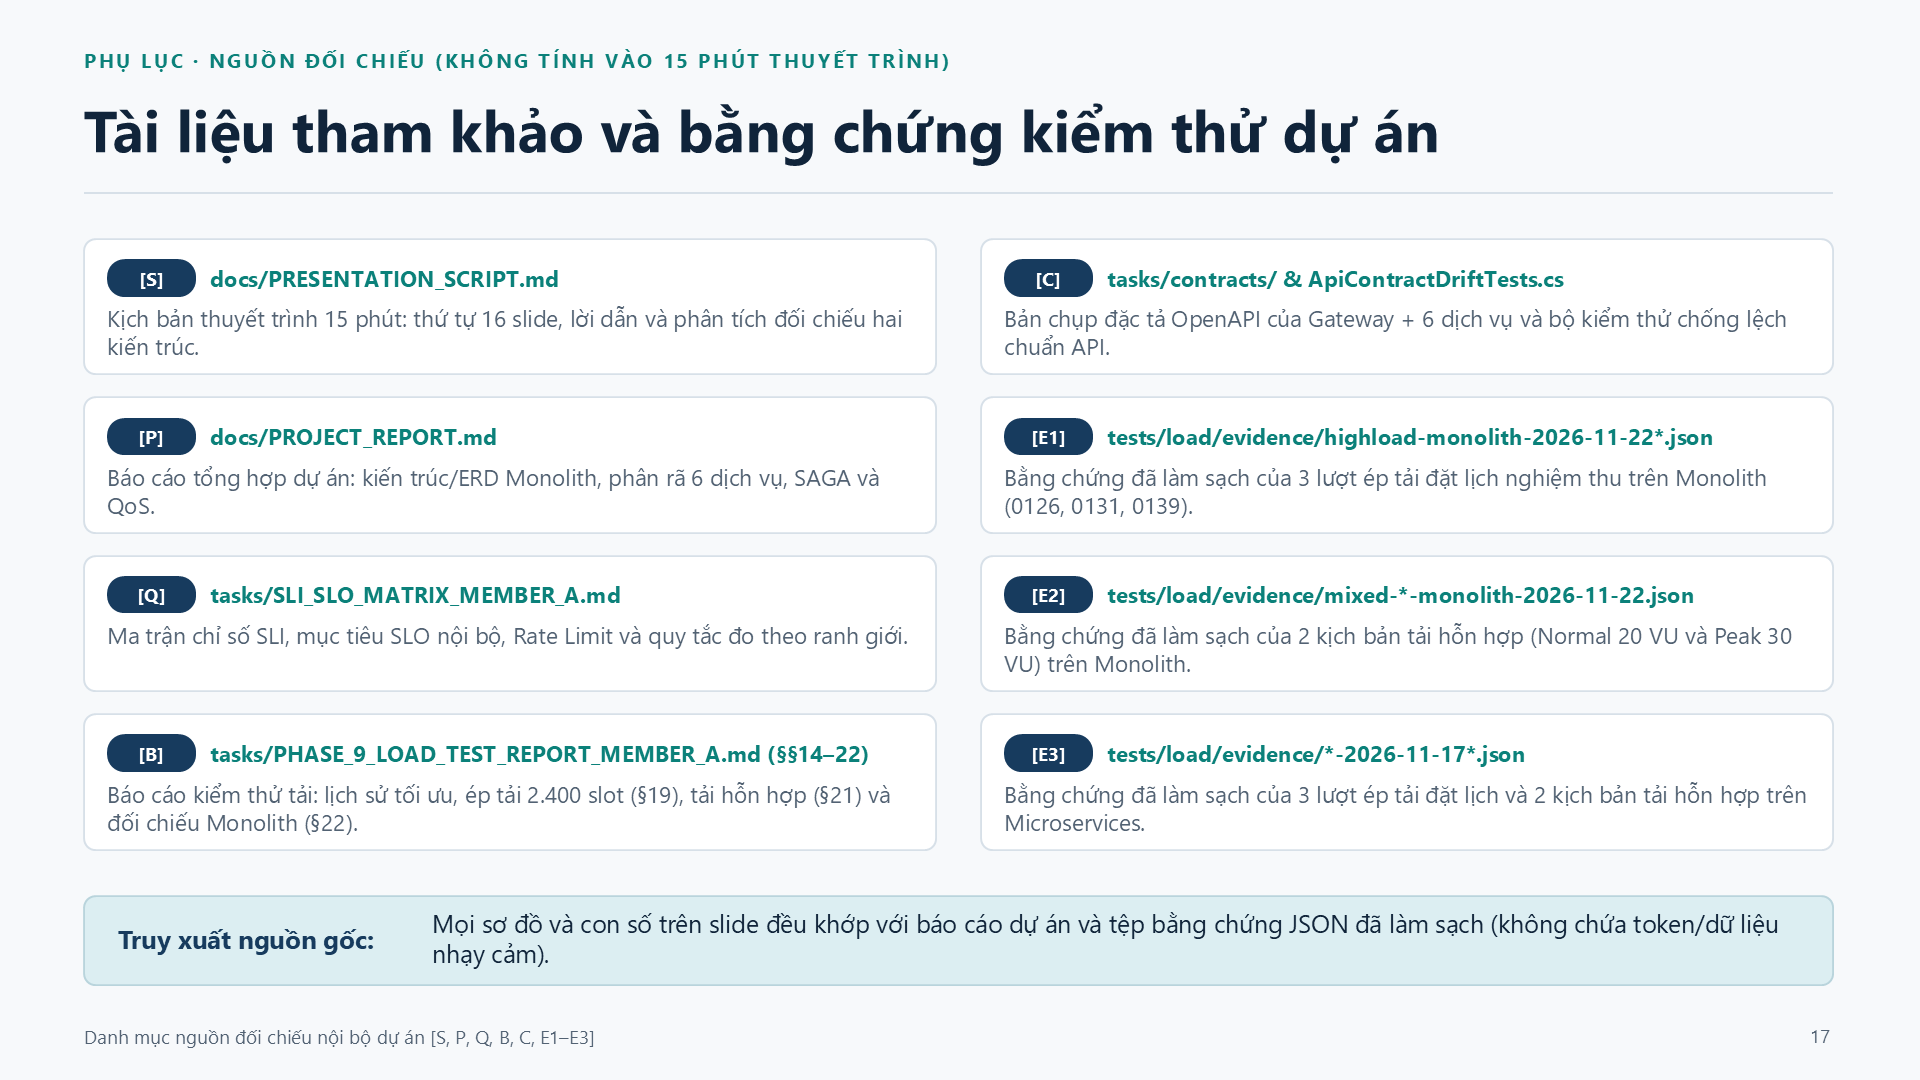 PHỤ LỤC · NGUỒN ĐỐI CHIẾU (KHÔNG TÍNH VÀO 15 PHÚT THUYẾT TRÌNH)
Tài liệu tham khảo và bằng chứng kiểm thử dự án
[S] docs/PRESENTATION_SCRIPT.md
Kịch bản thuyết trình 15 phút: thứ tự 16 slide, lời dẫn và phân tích đối chiếu hai
kiến trúc.
[P] docs/PROJECT_REPORT.md
Báo cáo tổng hợp dự án: kiến trúc/ERD Monolith, phân rã 6 dịch vụ, SAGA và
QoS.
[Q] tasks/SLI_SLO_MATRIX_MEMBER_A.md
Ma trận chỉ số SLI, mục tiêu SLO nội bộ, Rate Limit và quy tắc đo theo ranh giới.
[B] tasks/PHASE_9_LOAD_TEST_REPORT_MEMBER_A.md (§§14–22)
Báo cáo kiểm thử tải: lịch sử tối ưu, ép tải 2.400 slot (§19), tải hỗn hợp (§21) và
đối chiếu Monolith (§22).
[C] tasks/contracts/ & ApiContractDriftTests.cs
Bản chụp đặc tả OpenAPI của Gateway + 6 dịch vụ và bộ kiểm thử chống lệch
chuẩn API.
[E1] tests/load/evidence/highload-monolith-2026-11-22*.json
Bằng chứng đã làm sạch của 3 lượt ép tải đặt lịch nghiệm thu trên Monolith
(0126, 0131, 0139).
[E2] tests/load/evidence/mixed-*-monolith-2026-11-22.json
Bằng chứng đã làm sạch của 2 kịch bản tải hỗn hợp (Normal 20 VU và Peak 30
VU) trên Monolith.
[E3] tests/load/evidence/*-2026-11-17*.json
Bằng chứng đã làm sạch của 3 lượt ép tải đặt lịch và 2 kịch bản tải hỗn hợp trên
Microservices.
Truy xuất nguồn gốc:
Mọi sơ đồ và con số trên slide đều khớp với báo cáo dự án và tệp bằng chứng JSON đã làm sạch (không chứa token/dữ liệu
nhạy cảm).
Danh mục nguồn đối chiếu nội bộ dự án [S, P, Q, B, C, E1–E3]
17